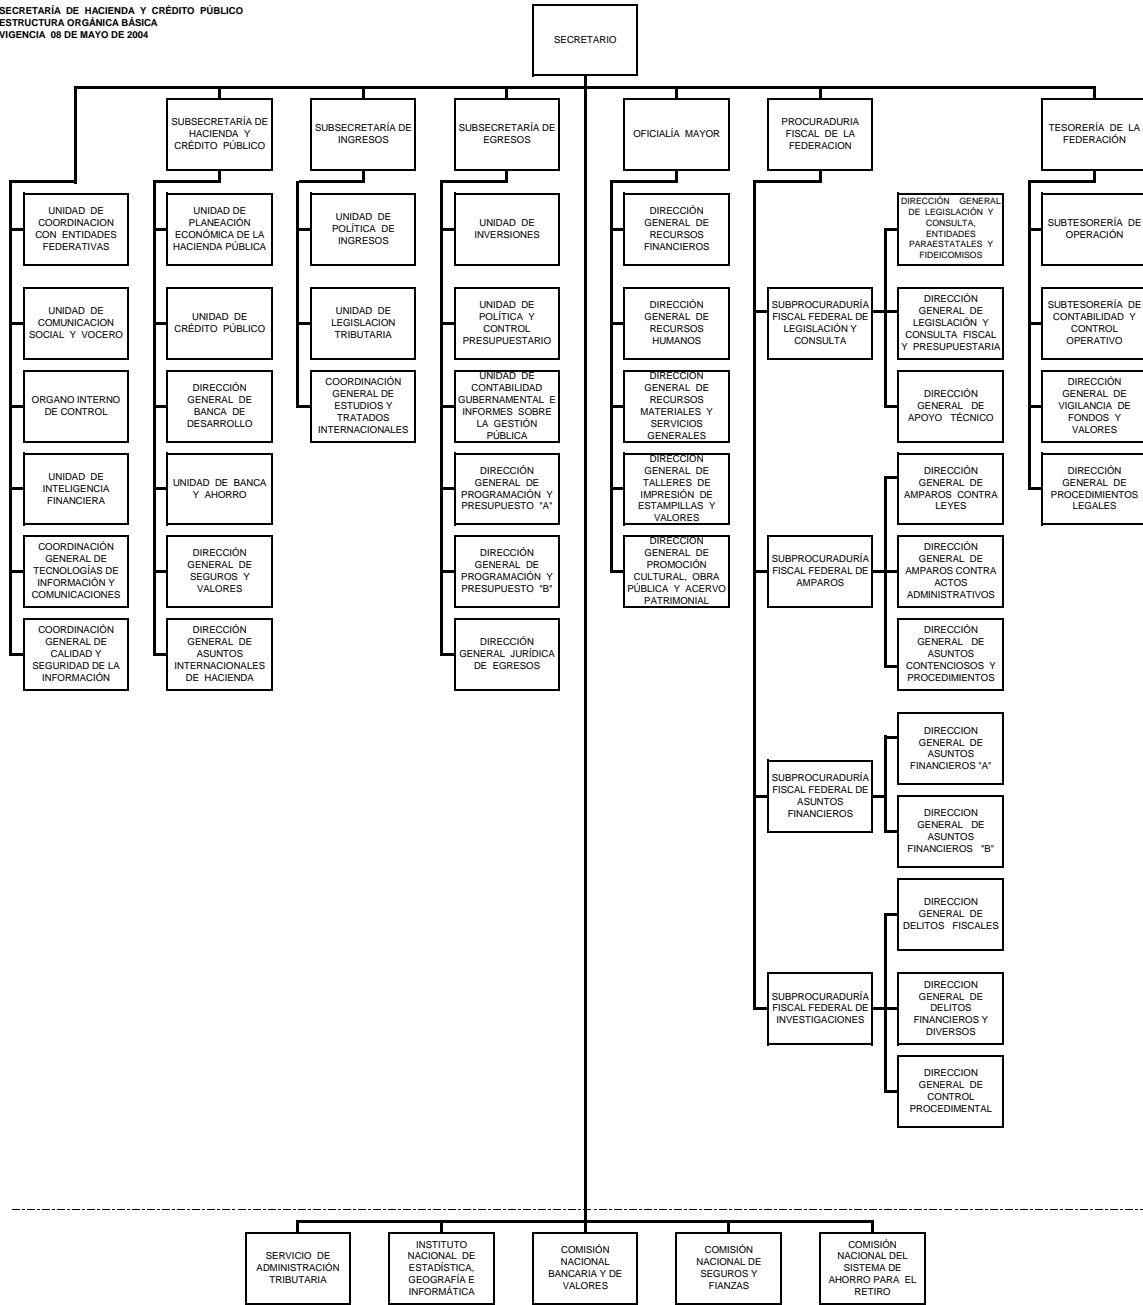 SECRETARÍA DE HACIENDA Y CRÉDITO PÚBLICO
ESTRUCTURA ORGÁNICA BÁSICA
VIGENCIA 08 DE MAYO DE 2004
SECRETARIO
SUBSECRETARÍA DE
HACIENDA Y
CRÉDITO PÚBLICO
SUBSECRETARÍA DE
INGRESOS
SUBSECRETARÍA DE
EGRESOS
OFICIALÍA MAYOR
PROCURADURIA
FISCAL DE LA
FEDERACION
TESORERÍA DE LA
FEDERACIÓN
UNIDAD DE
COORDINACION
CON ENTIDADES
FEDERATIVAS
UNIDAD DE
COMUNICACION
SOCIAL Y VOCERO
ORGANO INTERNO
DE CONTROL
UNIDAD DE
INTELIGENCIA
FINANCIERA
COORDINACIÓN
GENERAL DE
TECNOLOGÍAS DE
INFORMACIÓN Y
COMUNICACIONES
COORDINACIÓN
GENERAL DE
CALIDAD Y
SEGURIDAD DE LA
INFORMACIÓN
UNIDAD DE
PLANEACIÓN
ECONÓMICA DE LA
HACIENDA PÚBLICA
UNIDAD DE
CRÉDITO PÚBLICO
DIRECCIÓN
GENERAL DE
BANCA DE
DESARROLLO
UNIDAD DE BANCA
Y AHORRO
DIRECCIÓN
GENERAL DE
SEGUROS Y
VALORES
DIRECCIÓN
GENERAL DE
ASUNTOS
INTERNACIONALES
DE HACIENDA
UNIDAD DE
POLÍTICA DE
INGRESOS
UNIDAD DE
LEGISLACION
TRIBUTARIA
COORDINACIÓN
GENERAL DE
ESTUDIOS Y
TRATADOS
INTERNACIONALES
UNIDAD DE
INVERSIONES
UNIDAD DE
POLÍTICA Y
CONTROL
PRESUPUESTARIO
UNIDAD DE
CONTABILIDAD
GUBERNAMENTAL E
INFORMES SOBRE
LA GESTIÓN
PÚBLICA
DIRECCIÓN
GENERAL DE
PROGRAMACIÓN Y
PRESUPUESTO "A"
DIRECCIÓN
GENERAL DE
PROGRAMACIÓN Y
PRESUPUESTO "B"
DIRECCIÓN
GENERAL JURÍDICA
DE EGRESOS
DIRECCIÓN
GENERAL DE
RECURSOS
FINANCIEROS
DIRECCIÓN
GENERAL DE
RECURSOS
HUMANOS
DIRECCIÓN
GENERAL DE
RECURSOS
MATERIALES Y
SERVICIOS
GENERALES
DIRECCIÓN
GENERAL DE
TALLERES DE
IMPRESIÓN DE
ESTAMPILLAS Y
VALORES
DIRECCIÓN
GENERAL DE
PROMOCIÓN
CULTURAL, OBRA
PÚBLICA Y ACERVO
PATRIMONIAL
SUBPROCURADURÍA
FISCAL FEDERAL DE
LEGISLACIÓN Y
CONSULTA
DIRECCIÓN GENERAL
DE LEGISLACIÓN Y
CONSULTA,
ENTIDADES
PARAESTATALES Y
FIDEICOMISOS
DIRECCIÓN
GENERAL DE
LEGISLACIÓN Y
CONSULTA FISCAL
Y PRESUPUESTARIA
DIRECCIÓN
GENERAL DE
APOYO TÉCNICO
SUBPROCURADURÍA
FISCAL FEDERAL DE
AMPAROS
DIRECCIÓN
GENERAL DE
AMPAROS CONTRA
LEYES
DIRECCIÓN
GENERAL DE
AMPAROS CONTRA
ACTOS
ADMINISTRATIVOS
DIRECCIÓN
GENERAL DE
ASUNTOS
CONTENCIOSOS Y
PROCEDIMIENTOS
SUBPROCURADURÍA
FISCAL FEDERAL DE
ASUNTOS
FINANCIEROS
DIRECCION
GENERAL DE
ASUNTOS
FINANCIEROS "A"
DIRECCION
GENERAL DE
ASUNTOS
FINANCIEROS "B"
SUBPROCURADURÍA
FISCAL FEDERAL DE
INVESTIGACIONES
DIRECCION
GENERAL DE
DELITOS FISCALES
DIRECCION
GENERAL DE
DELITOS
FINANCIEROS Y
DIVERSOS
DIRECCION
GENERAL DE
CONTROL
PROCEDIMENTAL
SUBTESORERÍA DE
OPERACIÓN
SUBTESORERÍA DE
CONTABILIDAD Y
CONTROL
OPERATIVO
DIRECCIÓN
GENERAL DE
VIGILANCIA DE
FONDOS Y
VALORES
DIRECCIÓN
GENERAL DE
PROCEDIMIENTOS
LEGALES
SERVICIO DE
ADMINISTRACIÓN
TRIBUTARIA
INSTITUTO
NACIONAL DE
ESTADÍSTICA,
GEOGRAFÍA E
INFORMÁTICA
COMISIÓN
NACIONAL
BANCARIA Y DE
VALORES
COMISIÓN
NACIONAL DE
SEGUROS Y
FIANZAS
COMISIÓN
NACIONAL DEL
SISTEMA DE
AHORRO PARA EL
RETIRO